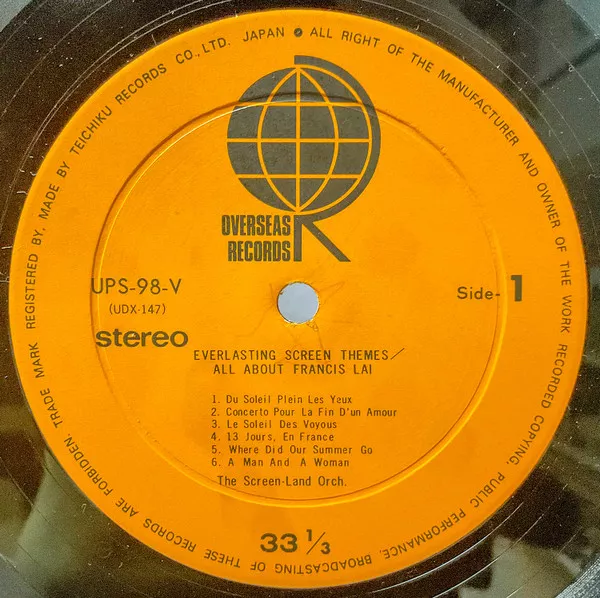 TRADE MARK REGISTERED BY, MADE BY TEICHIKU RECORDS CO., LTD. JAPAN • ALL RIGHT OF THE MANUFACTURER AND OWNER OF THE WORK RECORDED COPYING, PUBLIC PERFORMANCE, BROADCASTING OF THESE RECORDS ARE FORBIDDEN.
OVERSEAS
RECORDS
R
UPS-98-V
(UDX-147)
Side-1
stereo
EVERLASTING SCREEN THEMES/
ALL ABOUT FRANCIS LAI
1. Du Soleil Plein Les Yeux
2. Concerto Pour La Fin D'un Amour
3. Le Soleil Des Voyous
4. 13 Jours, En France
5. Where Did Our Summer Go
6. A Man And A Woman
The Screen-Land Orch.
33 1/3